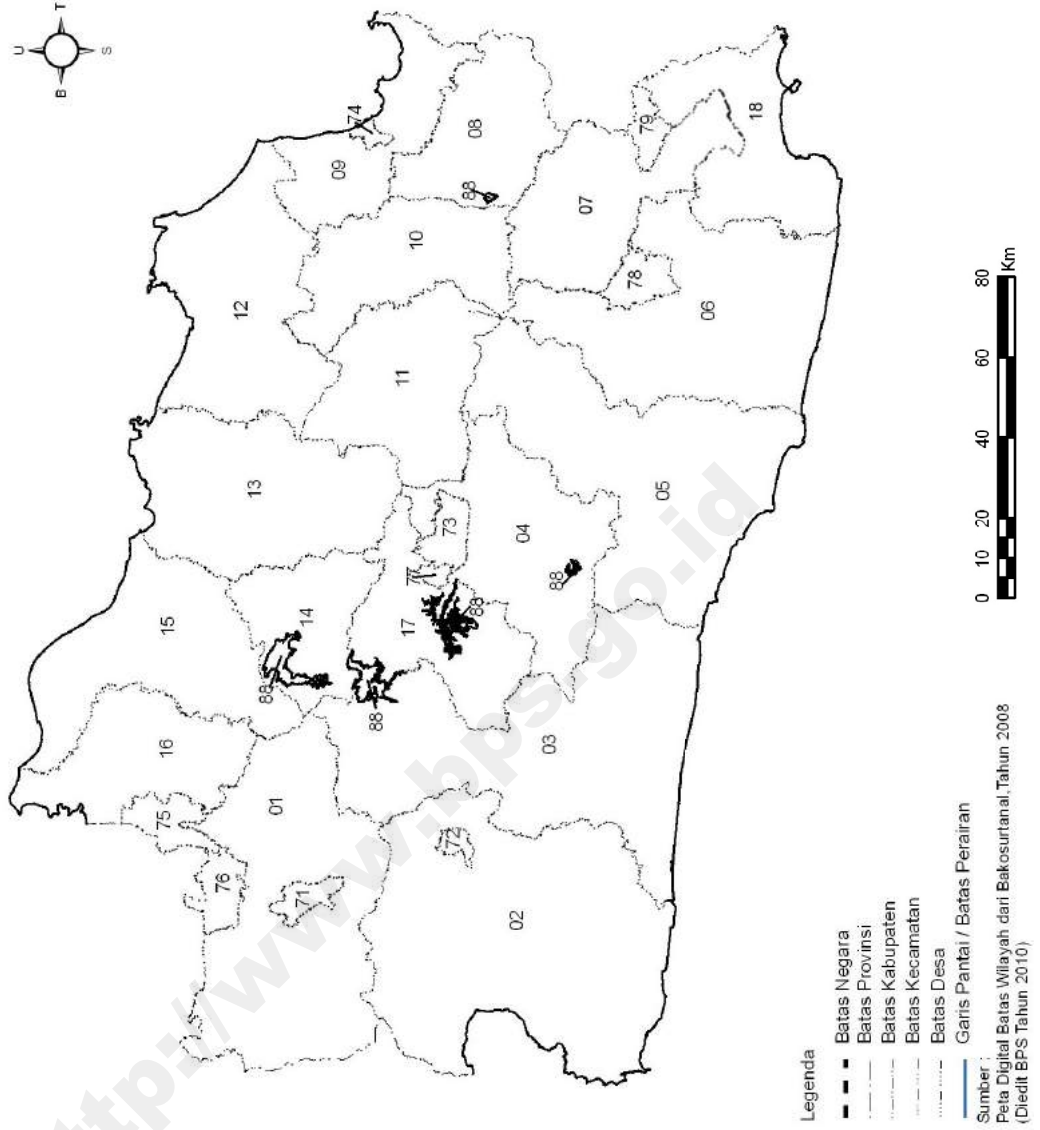 U
B T
S
74
09
08
88
10
12
07
79
18
78
06
11
13
73
04
05
77
88
88
17
15
14
88
88
03
16
75
01
76
71
72
02
0 10 20 40 60 80
Km
Legenda
Batas Negara
Batas Provinsi
Batas Kabupaten
Batas Kecamatan
Batas Desa
Garis Pantai / Batas Perairan
Sumber :
Peta Digital Batas Wilayah dari Bakosurtanal,Tahun 2008
(Diedit BPS Tahun 2010)
http://www.bps.go.id